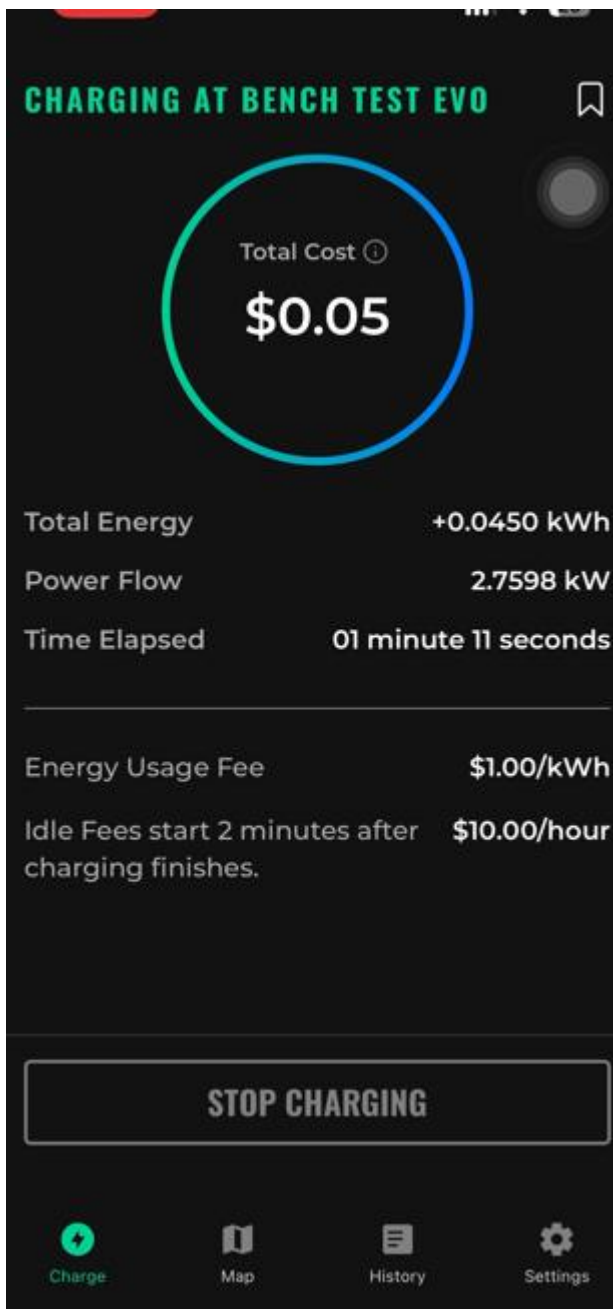 CHARGING AT BENCH TEST EVO
Total Cost
$0.05
Total Energy +0.0450 kWh
Power Flow 2.7598 kW
Time Elapsed 01 minute 11 seconds
Energy Usage Fee $1.00/kWh
Idle Fees start 2 minutes after $10.00/hour
charging finishes.
STOP CHARGING
Charge Map History Settings